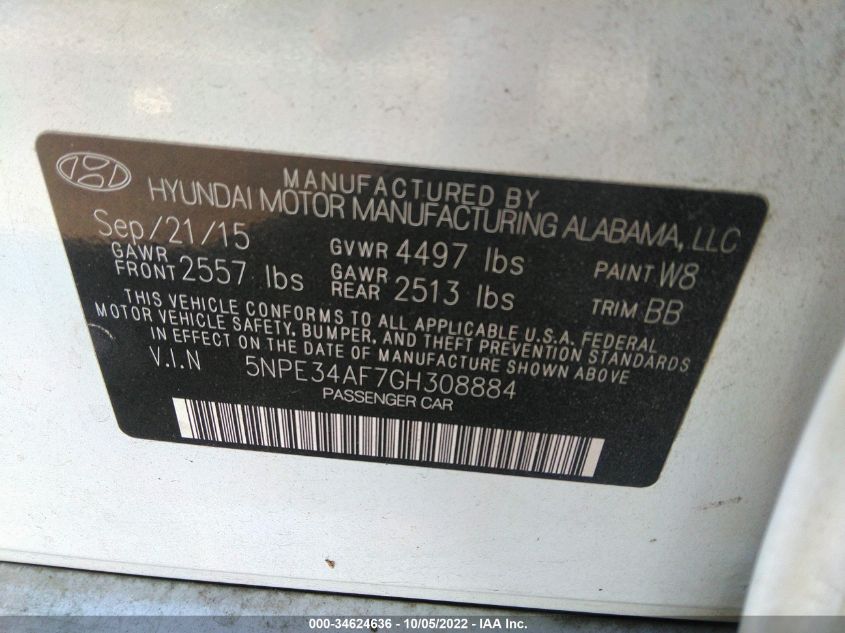 MANUFACTURED BY
HYUNDAI MOTOR MANUFACTURING ALABAMA, LLC
Sep/21/15 GVWR 4497 lbs PAINT W8
GAWR FRONT 2557 lbs GAWR REAR 2513 lbs TRIM BB
THIS VEHICLE CONFORMS TO ALL APPLICABLE U.S.A. FEDERAL
MOTOR VEHICLE SAFETY, BUMPER, AND THEFT PREVENTION STANDARDS
IN EFFECT ON THE DATE OF MANUFACTURE SHOWN ABOVE
V.I.N 5NPE34AF7GH308884
PASSENGER CAR
000-34624636 - 10/05/2022 - IAA Inc.